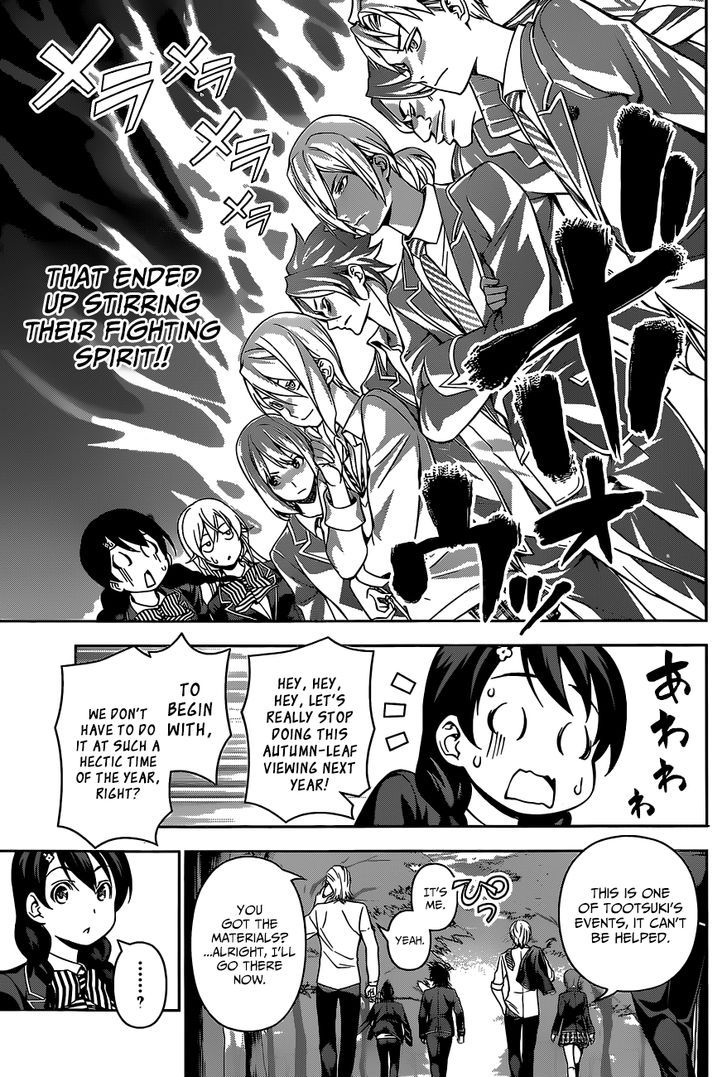 メラ
メラ
メラ
メラ
THAT ENDED
UP STIRRING
THEIR FIGHTING
SPIRIT!!
あわわわ
HEY, HEY,
HEY, LET'S
REALLY STOP
DOING THIS
AUTUMN-LEAF
VIEWING NEXT
YEAR!
TO
BEGIN
WITH,
WE DON'T
HAVE TO DO
IT AT SUCH A
HECTIC TIME
OF THE YEAR,
RIGHT?
THIS IS ONE
OF TOOTSUKI'S
EVENTS, IT CAN'T
BE HELPED.
ぴっ
IT'S
ME.
YEAH.
YOU
GOT THE
MATERIALS?
...ALRIGHT, I'LL
GO THERE
NOW.
......?